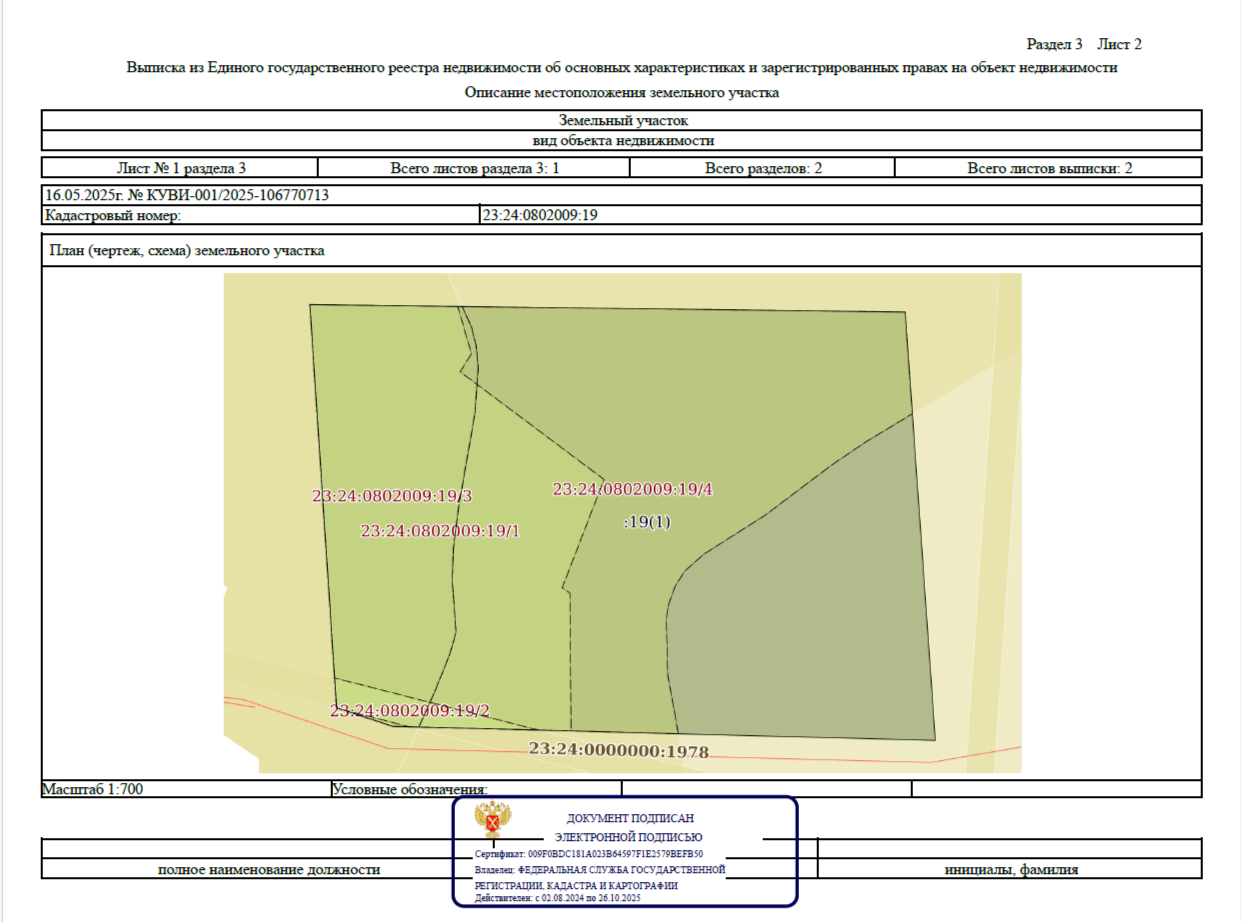 Раздел 3 Лист 2
Выписка из Единого государственного реестра недвижимости об основных характеристиках и зарегистрированных правах на объект недвижимости
Описание местоположения земельного участка
Земельный участок
вид объекта недвижимости
Лист № 1 раздела 3 Всего листов раздела 3: 1 Всего разделов: 2 Всего листов выписки: 2
16.05.2025г. № КУВИ-001/2025-106770713
Кадастровый номер: 23:24:0802009:19
План (чертеж, схема) земельного участка
23:24:0802009:19/4
23:24:0802009:19/3
:19(1)
23:24:0802009:19/1
23:24:0802009:19/2
23:24:0000000:1978
Масштаб 1:700 Условные обозначения:
ДОКУМЕНТ ПОДПИСАН
ЭЛЕКТРОННОЙ ПОДПИСЬЮ
Сертификат: 009F0BDC181A023B64597F1E2579BEFB50
Владелец: ФЕДЕРАЛЬНАЯ СЛУЖБА ГОСУДАРСТВЕННОЙ
РЕГИСТРАЦИИ, КАДАСТРА И КАРТОГРАФИИ
Действителен: с 02.08.2024 по 26.10.2025
полное наименование должности инициалы, фамилия